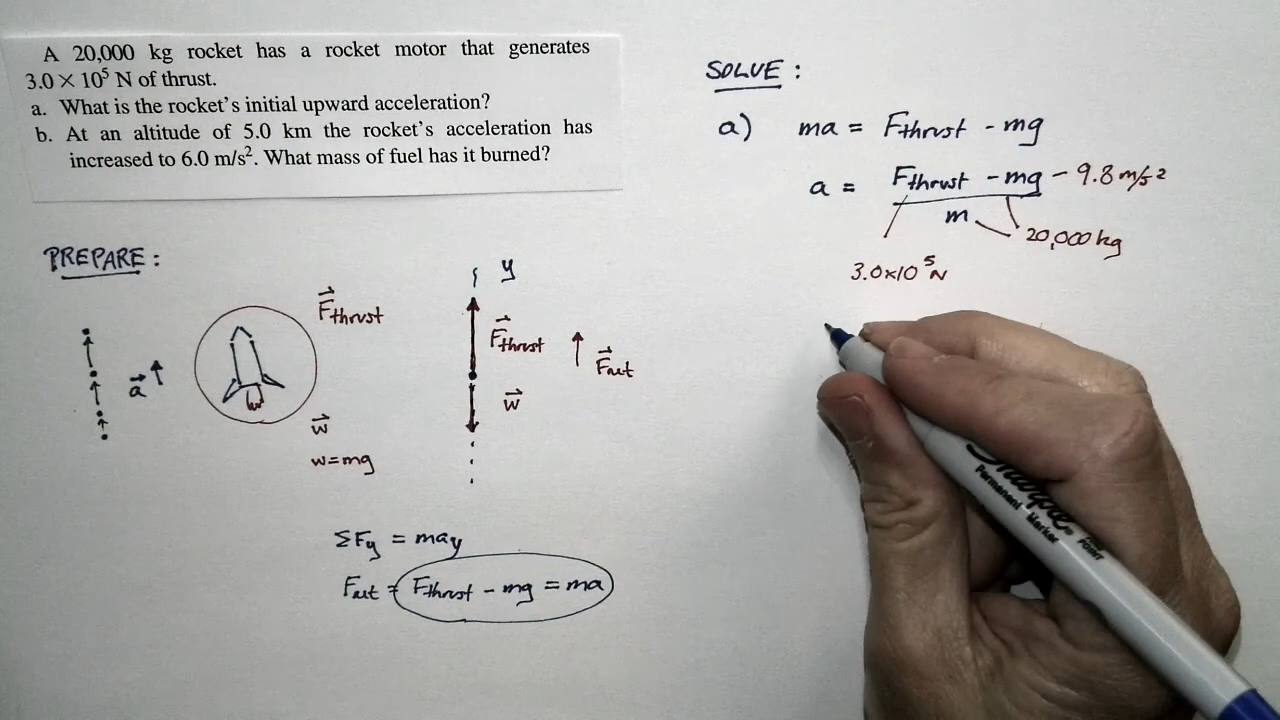 A 20,000 kg rocket has a rocket motor that generates
3.0 × 10⁵ N of thrust.
a. What is the rocket's initial upward acceleration?
b. At an altitude of 5.0 km the rocket's acceleration has
increased to 6.0 m/s². What mass of fuel has it burned?
PREPARE :
a⃗
F⃗thrust
w⃗
w=mg
y
F⃗thrust
w⃗
F⃗net
ΣFy = may
Fnet = Fthrust - mg = ma
SOLVE :
a) ma = Fthrust - mg
a = Fthrust - mg - 9.8 m/s²
m
20,000 kg
3.0×10⁵ N
Sharpie
Permanent Marker